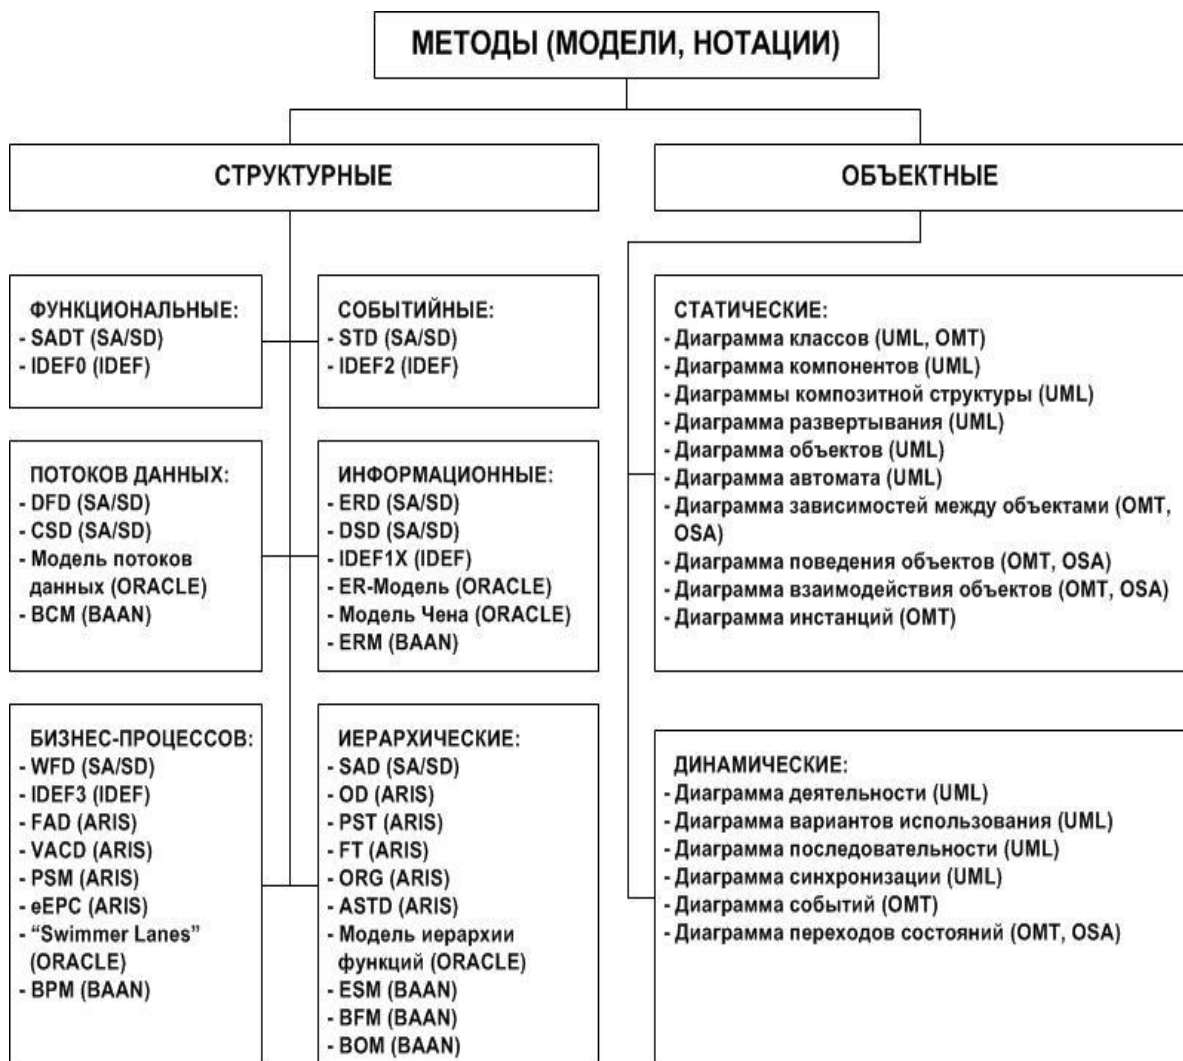 МЕТОДЫ (МОДЕЛИ, НОТАЦИИ)
СТРУКТУРНЫЕ
ОБЪЕКТНЫЕ
ФУНКЦИОНАЛЬНЫЕ:
- SADT (SA/SD)
- IDEF0 (IDEF)
СОБЫТИЙНЫЕ:
- STD (SA/SD)
- IDEF2 (IDEF)
ПОТОКОВ ДАННЫХ:
- DFD (SA/SD)
- CSD (SA/SD)
- Модель потоков
данных (ORACLE)
- BCM (BAAN)
ИНФОРМАЦИОННЫЕ:
- ERD (SA/SD)
- DSD (SA/SD)
- IDEF1X (IDEF)
- ER-Модель (ORACLE)
- Модель Чена (ORACLE)
- ERM (BAAN)
БИЗНЕС-ПРОЦЕССОВ:
- WFD (SA/SD)
- IDEF3 (IDEF)
- FAD (ARIS)
- VACD (ARIS)
- PSM (ARIS)
- eEPC (ARIS)
- “Swimmer Lanes”
(ORACLE)
- BPM (BAAN)
ИЕРАРХИЧЕСКИЕ:
- SAD (SA/SD)
- OD (ARIS)
- PST (ARIS)
- FT (ARIS)
- ORG (ARIS)
- ASTD (ARIS)
- Модель иерархии
функций (ORACLE)
- ESM (BAAN)
- BFM (BAAN)
- BOM (BAAN)
СТАТИЧЕСКИЕ:
- Диаграмма классов (UML, OMT)
- Диаграмма компонентов (UML)
- Диаграммы композитной структуры (UML)
- Диаграмма развертывания (UML)
- Диаграмма объектов (UML)
- Диаграмма автомата (UML)
- Диаграмма зависимостей между объектами (OMT,
OSA)
- Диаграмма поведения объектов (OMT, OSA)
- Диаграмма взаимодействия объектов (OMT, OSA)
- Диаграмма инстанций (OMT)
ДИНАМИЧЕСКИЕ:
- Диаграмма деятельности (UML)
- Диаграмма вариантов использования (UML)
- Диаграмма последовательности (UML)
- Диаграмма синхронизации (UML)
- Диаграмма событий (OMT)
- Диаграмма переходов состояний (OMT, OSA)